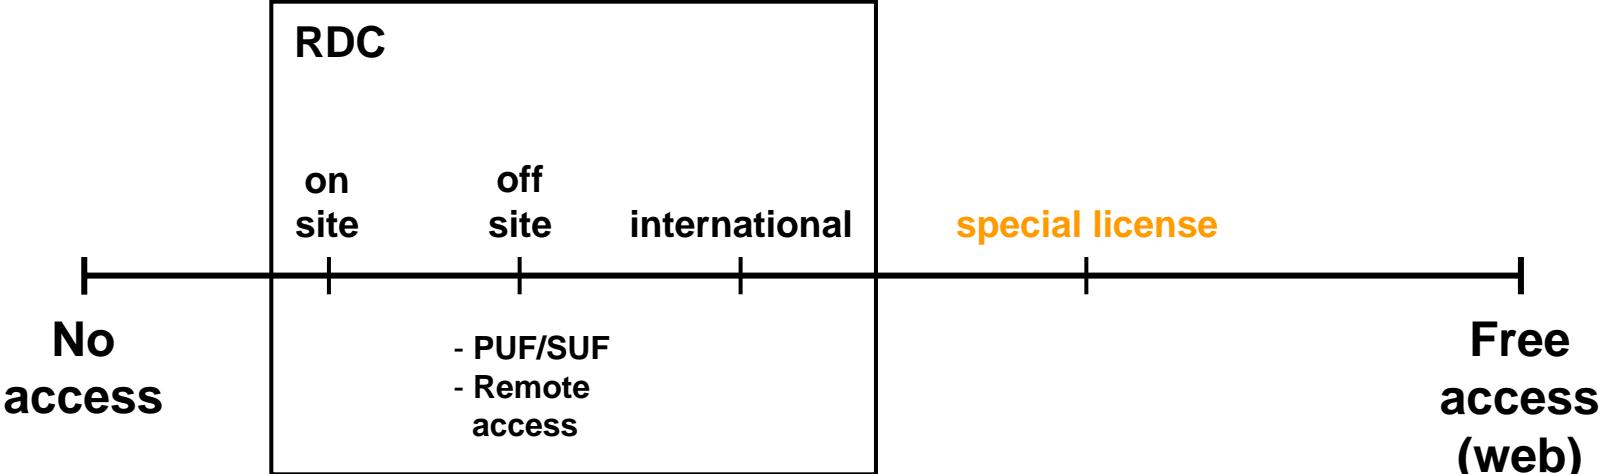 RDC
on
site
off
site
international
special license
No
access
- PUF/SUF
- Remote
access
Free
access
(web)